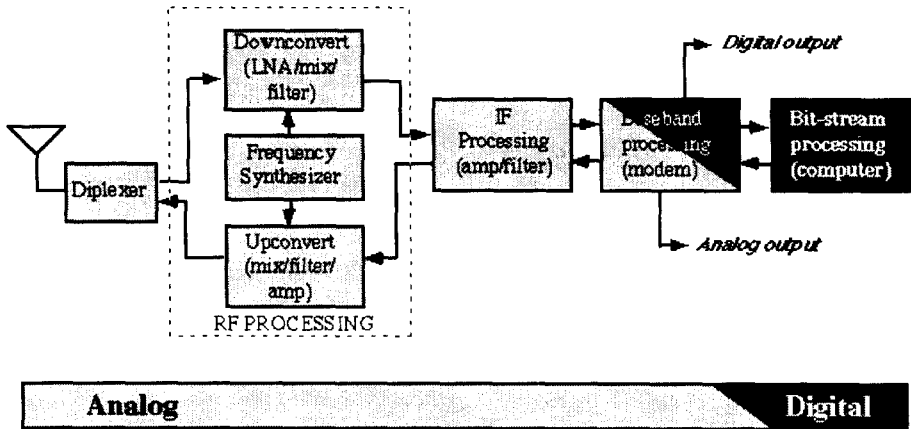 Downconvert
(LNA/mix/
filter)
Digital output
Frequency
Synthesizer
IF
Processing
(amp/filter)
Baseband
processing
(modem)
Bit-stream
processing
(computer)
Diplexer
Upconvert
(mix/filter/
amp)
Analog output
RF PROCESSING
Analog
Digital